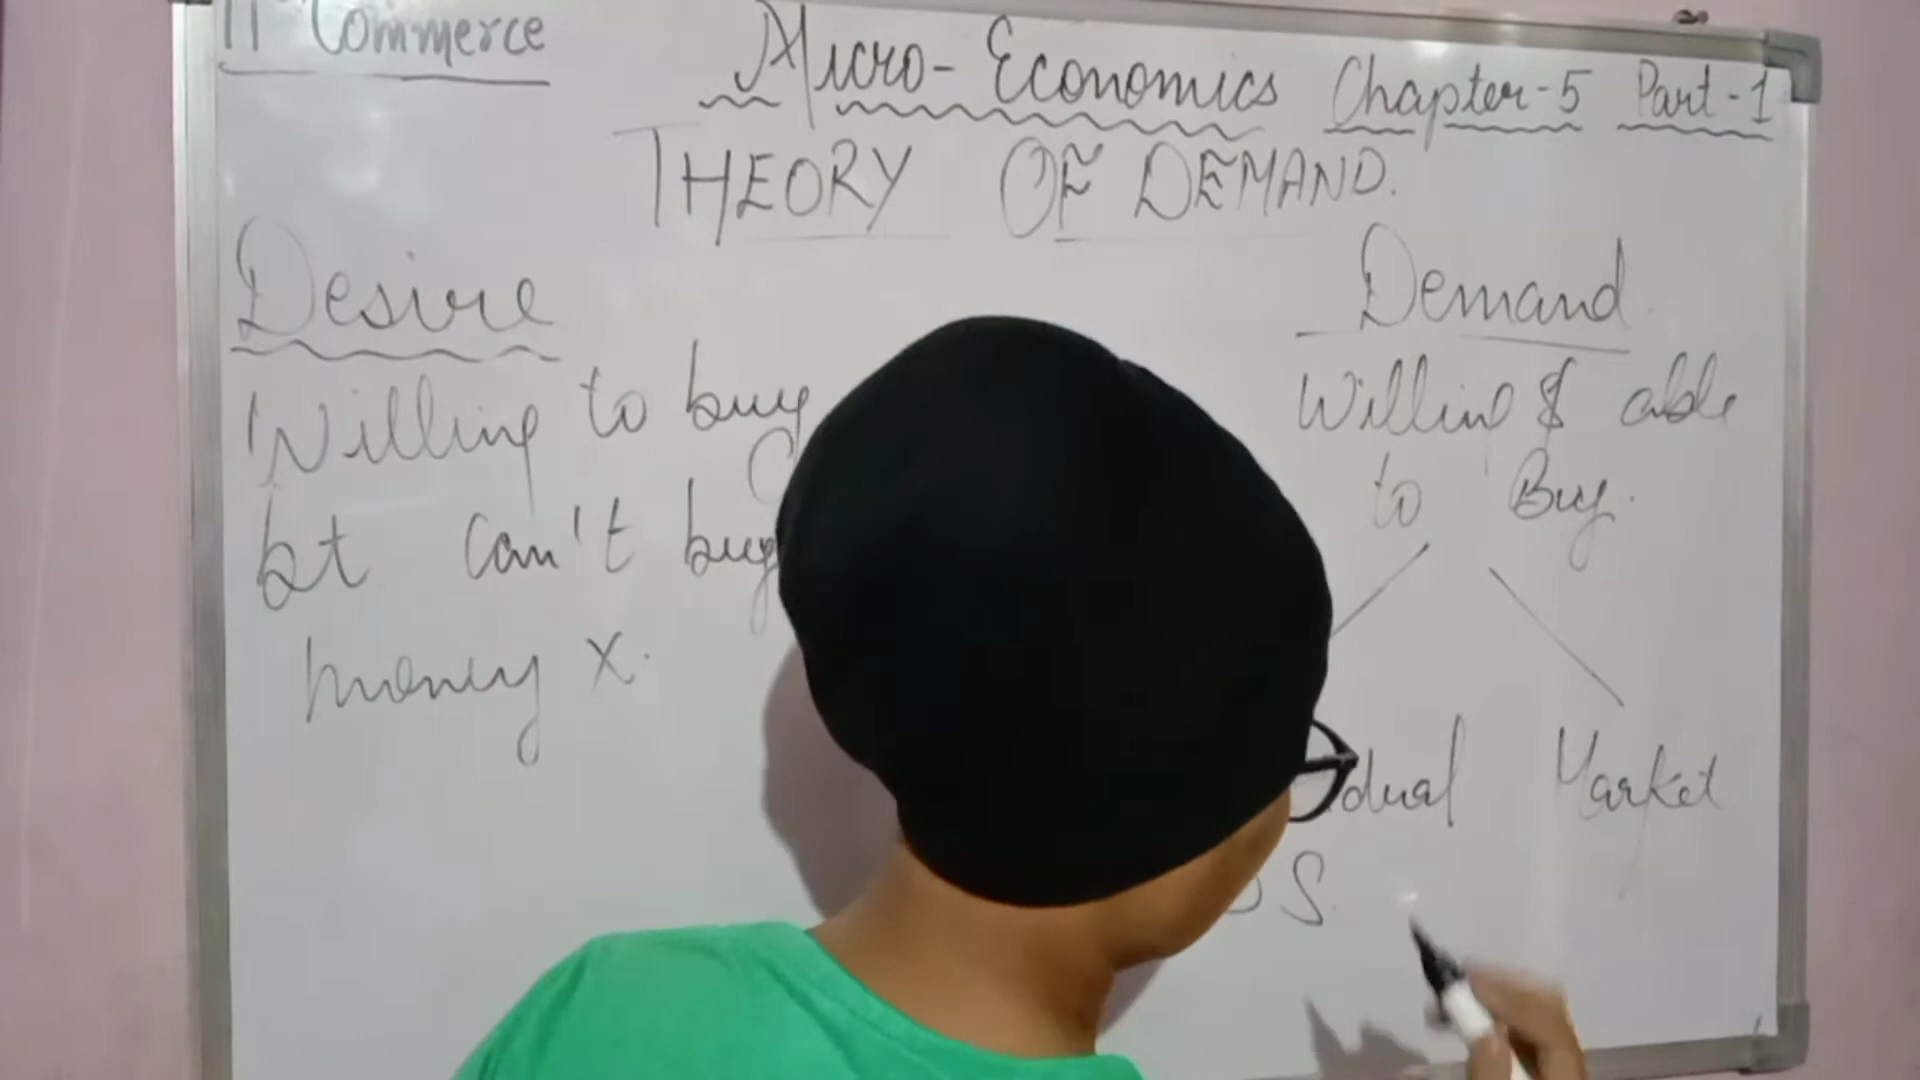 11 Commerce
Micro-Economics Chapter-5 Part-1
THEORY OF DEMAND.
Desire
Willing to buy
bt can't buy
money X.
Demand
Willing & able
to Buy.
dual Market
S.